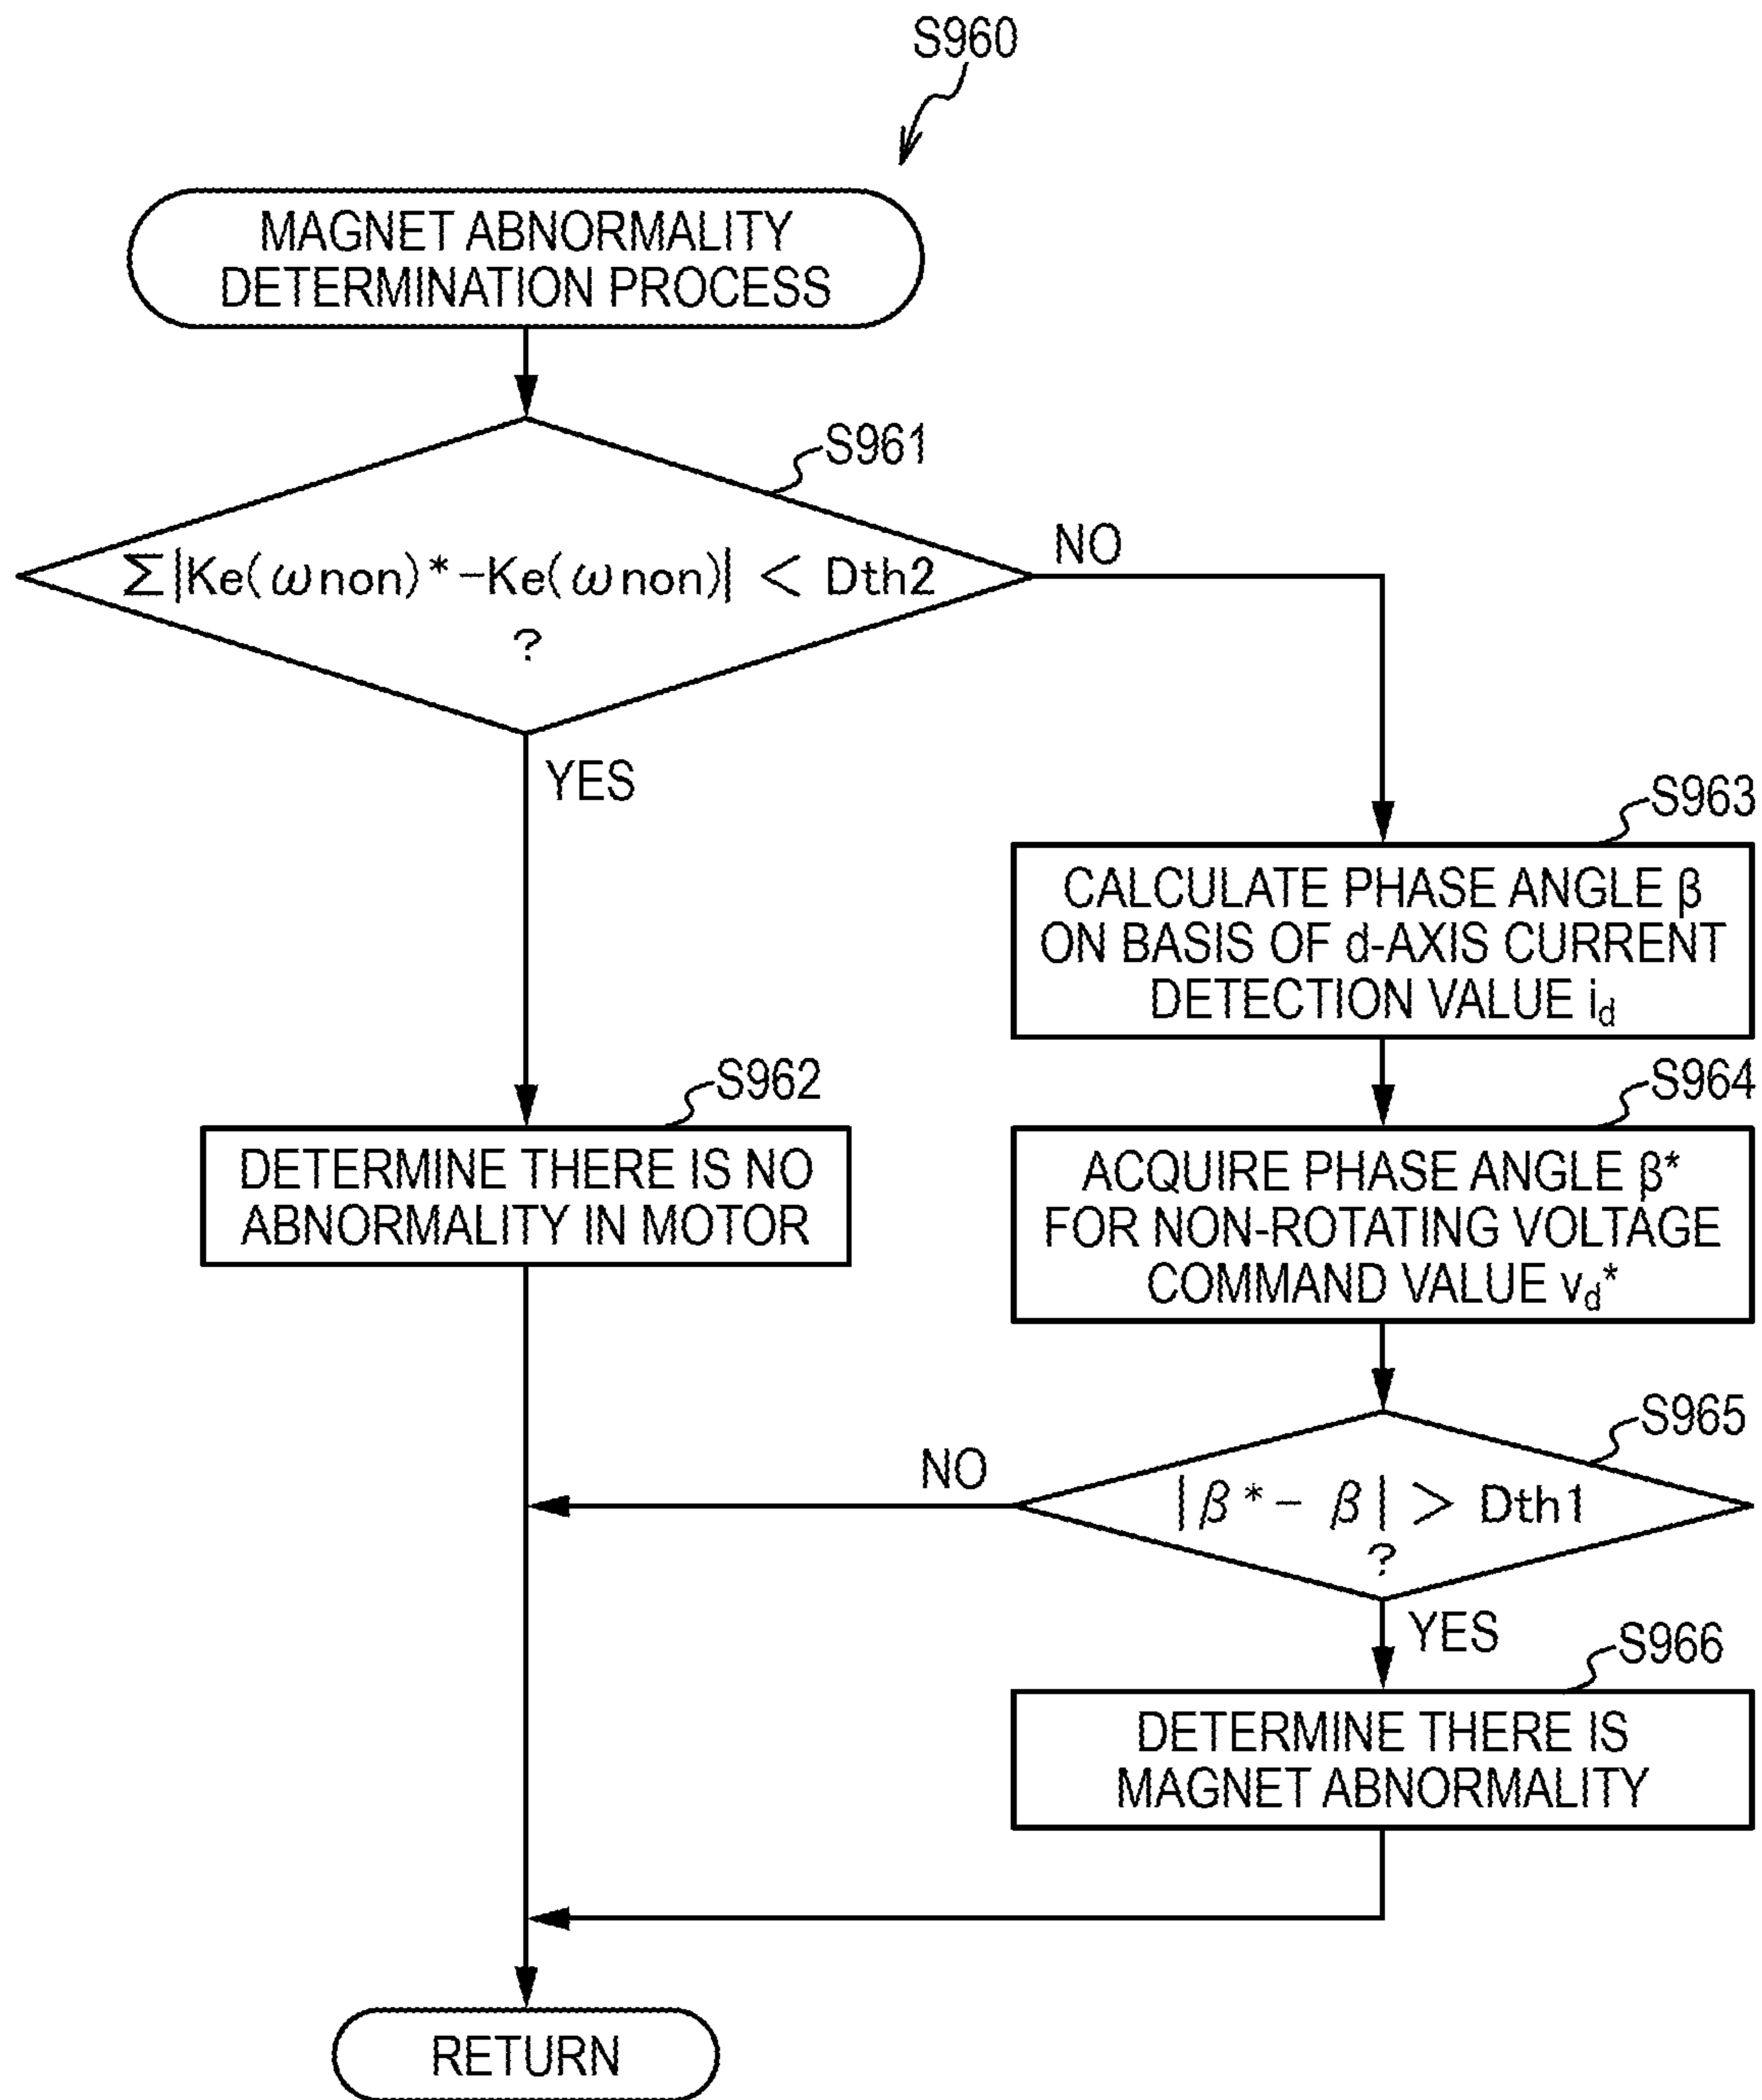 S960
MAGNET ABNORMALITY
DETERMINATION PROCESS
S961
Σ|Ke(ωnon)*-Ke(ωnon)| < Dth2
?
NO
YES
S963
CALCULATE PHASE ANGLE β
ON BASIS OF d-AXIS CURRENT
DETECTION VALUE i_d
S962
DETERMINE THERE IS NO
ABNORMALITY IN MOTOR
S964
ACQUIRE PHASE ANGLE β*
FOR NON-ROTATING VOLTAGE
COMMAND VALUE v_d*
S965
NO
|β*- β| > Dth1
?
YES
S966
DETERMINE THERE IS
MAGNET ABNORMALITY
RETURN